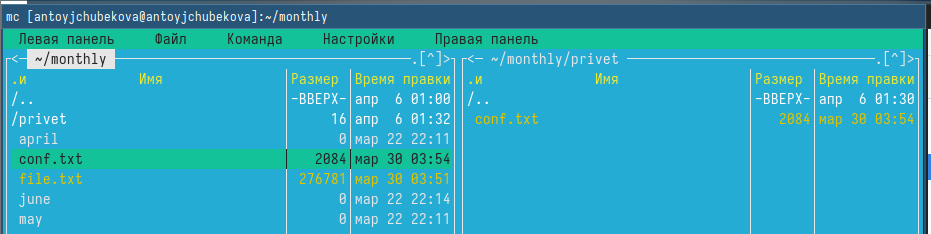 mc [antoyjchubekova@antoyjchubekova]:~/monthly
Левая панель Файл Команда Настройки Правая панель
<— ~/monthly .[^]> <— ~/monthly/privet .[^]>
.и Имя Размер Время правки .и Имя Размер Время правки
/.. -ВВЕРХ- апр 6 01:00 /.. -ВВЕРХ- апр 6 01:30
/privet 16 апр 6 01:32 conf.txt 2084 мар 30 03:54
april 0 мар 22 22:11
conf.txt 2084 мар 30 03:54
file.txt 276781 мар 30 03:51
june 0 мар 22 22:14
may 0 мар 22 22:11